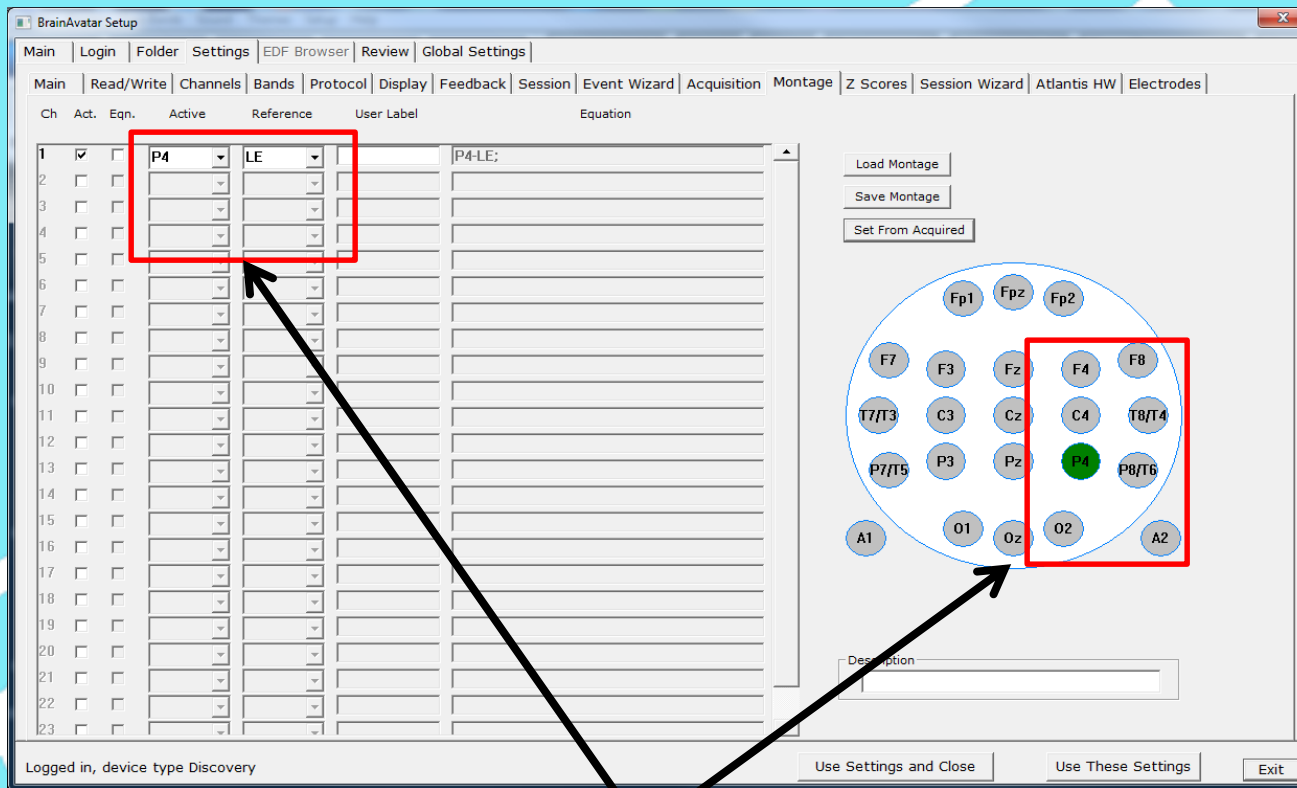 BrainAvatar Setup
Main Login Folder Settings EDF Browser Review Global Settings
Main Read/Write Channels Bands Protocol Display Feedback Session Event Wizard Acquisition Montage Z Scores Session Wizard Atlantis HW Electrodes
Ch Act. Eqn. Active Reference User Label Equation
1 P4 LE P4-LE;
2
3
4
5
6
7
8
9
10
11
12
13
14
15
16
17
18
19
20
21
22
23
Load Montage
Save Montage
Set From Acquired
Fp1 Fpz Fp2
F7 F3 Fz F4 F8
T7/T3 C3 Cz C4 T8/T4
P7/T5 P3 Pz P4 P8/T6
A1 O1 Oz O2 A2
Description
Logged in, device type Discovery
Use Settings and Close Use These Settings Exit